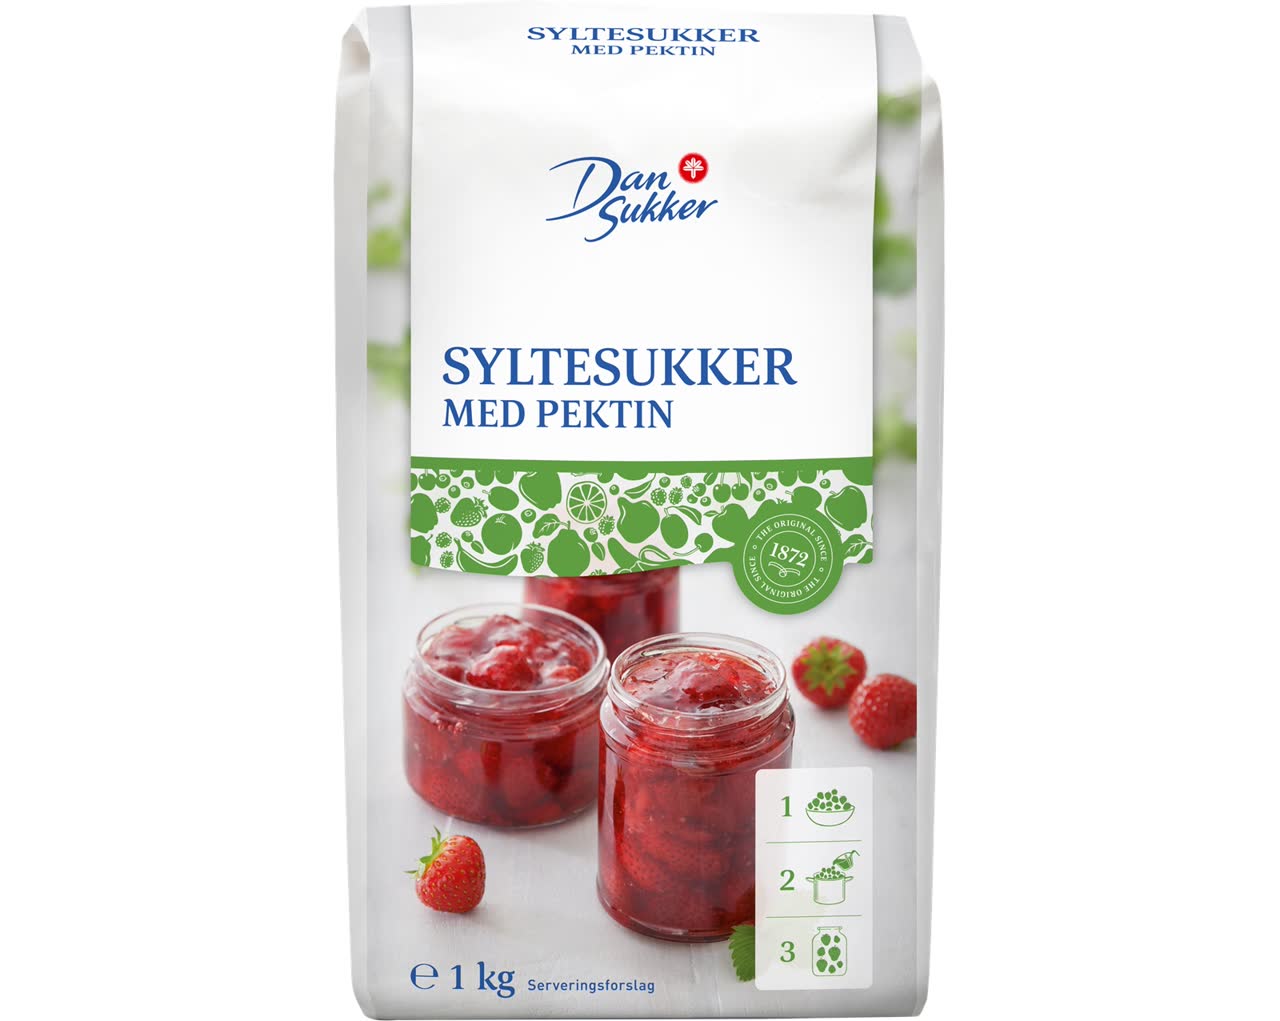 SYLTESUKKER
MED PEKTIN
Dan
Sukker
SYLTESUKKER
MED PEKTIN
THE ORIGINAL SINCE
1872
THE ORIGINAL SINCE
1
2
3
℮ 1 kg Serveringsforslag